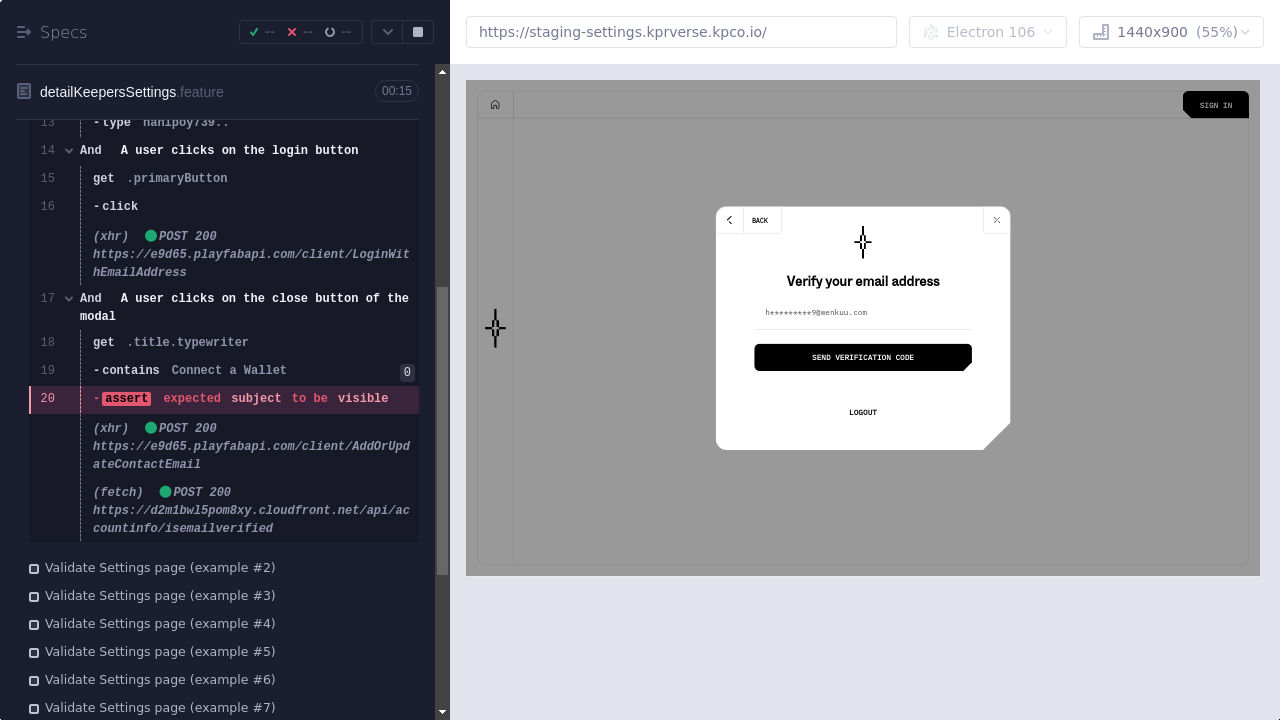 Specs
-- -- --
detailKeepersSettings.feature 00:15
13 -type hanipoy739..
14 And A user clicks on the login button
15 get .primaryButton
16 -click
(xhr) POST 200
https://e9d65.playfabapi.com/client/LoginWit
hEmailAddress
17 And A user clicks on the close button of the
modal
18 get .title.typewriter
19 -contains Connect a Wallet 0
20 -assert expected subject to be visible
(xhr) POST 200
https://e9d65.playfabapi.com/client/AddOrUpd
ateContactEmail
(fetch) POST 200
https://d2m1bwl5pom8xy.cloudfront.net/api/ac
countinfo/isemailverified
Validate Settings page (example #2)
Validate Settings page (example #3)
Validate Settings page (example #4)
Validate Settings page (example #5)
Validate Settings page (example #6)
Validate Settings page (example #7)
https://staging-settings.kprverse.kpco.io/
Electron 106
1440x900 (55%)
SIGN IN
BACK
Verify your email address
h*********9@menkuu.com
SEND VERIFICATION CODE
LOGOUT